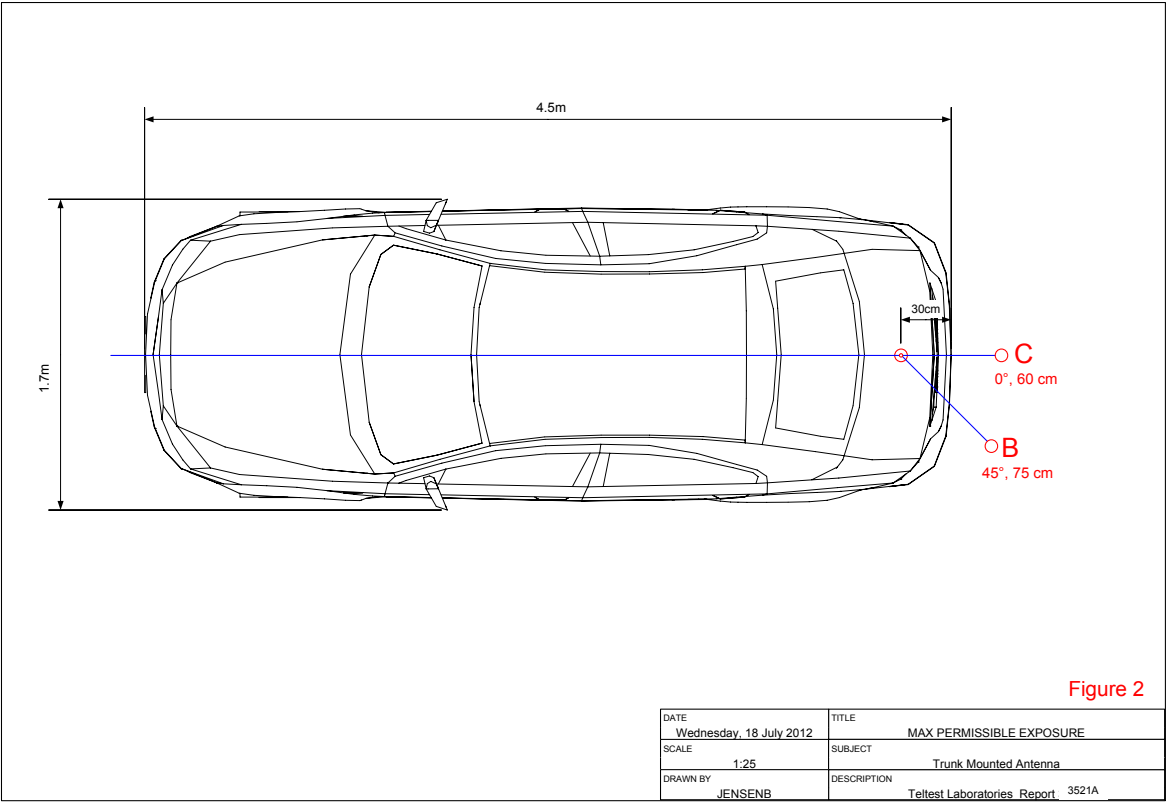 4.5m
1.7m
30cm
C
0°, 60 cm
B
45°, 75 cm
Figure 2
DATE
Wednesday, 18 July 2012
TITLE
MAX PERMISSIBLE EXPOSURE
SCALE
1:25
SUBJECT
Trunk Mounted Antenna
DRAWN BY
JENSENB
DESCRIPTION
Teltest Laboratories Report 3521A